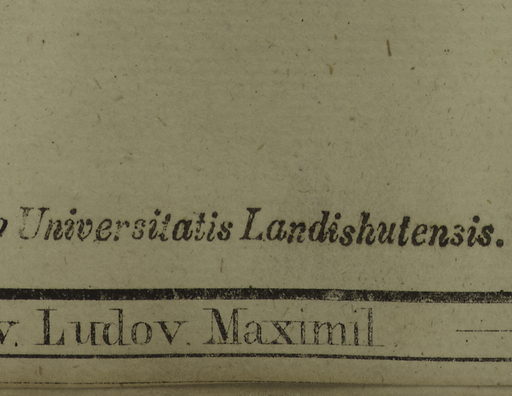 Universitatis Landishutensis.
v. Ludov. Maximil